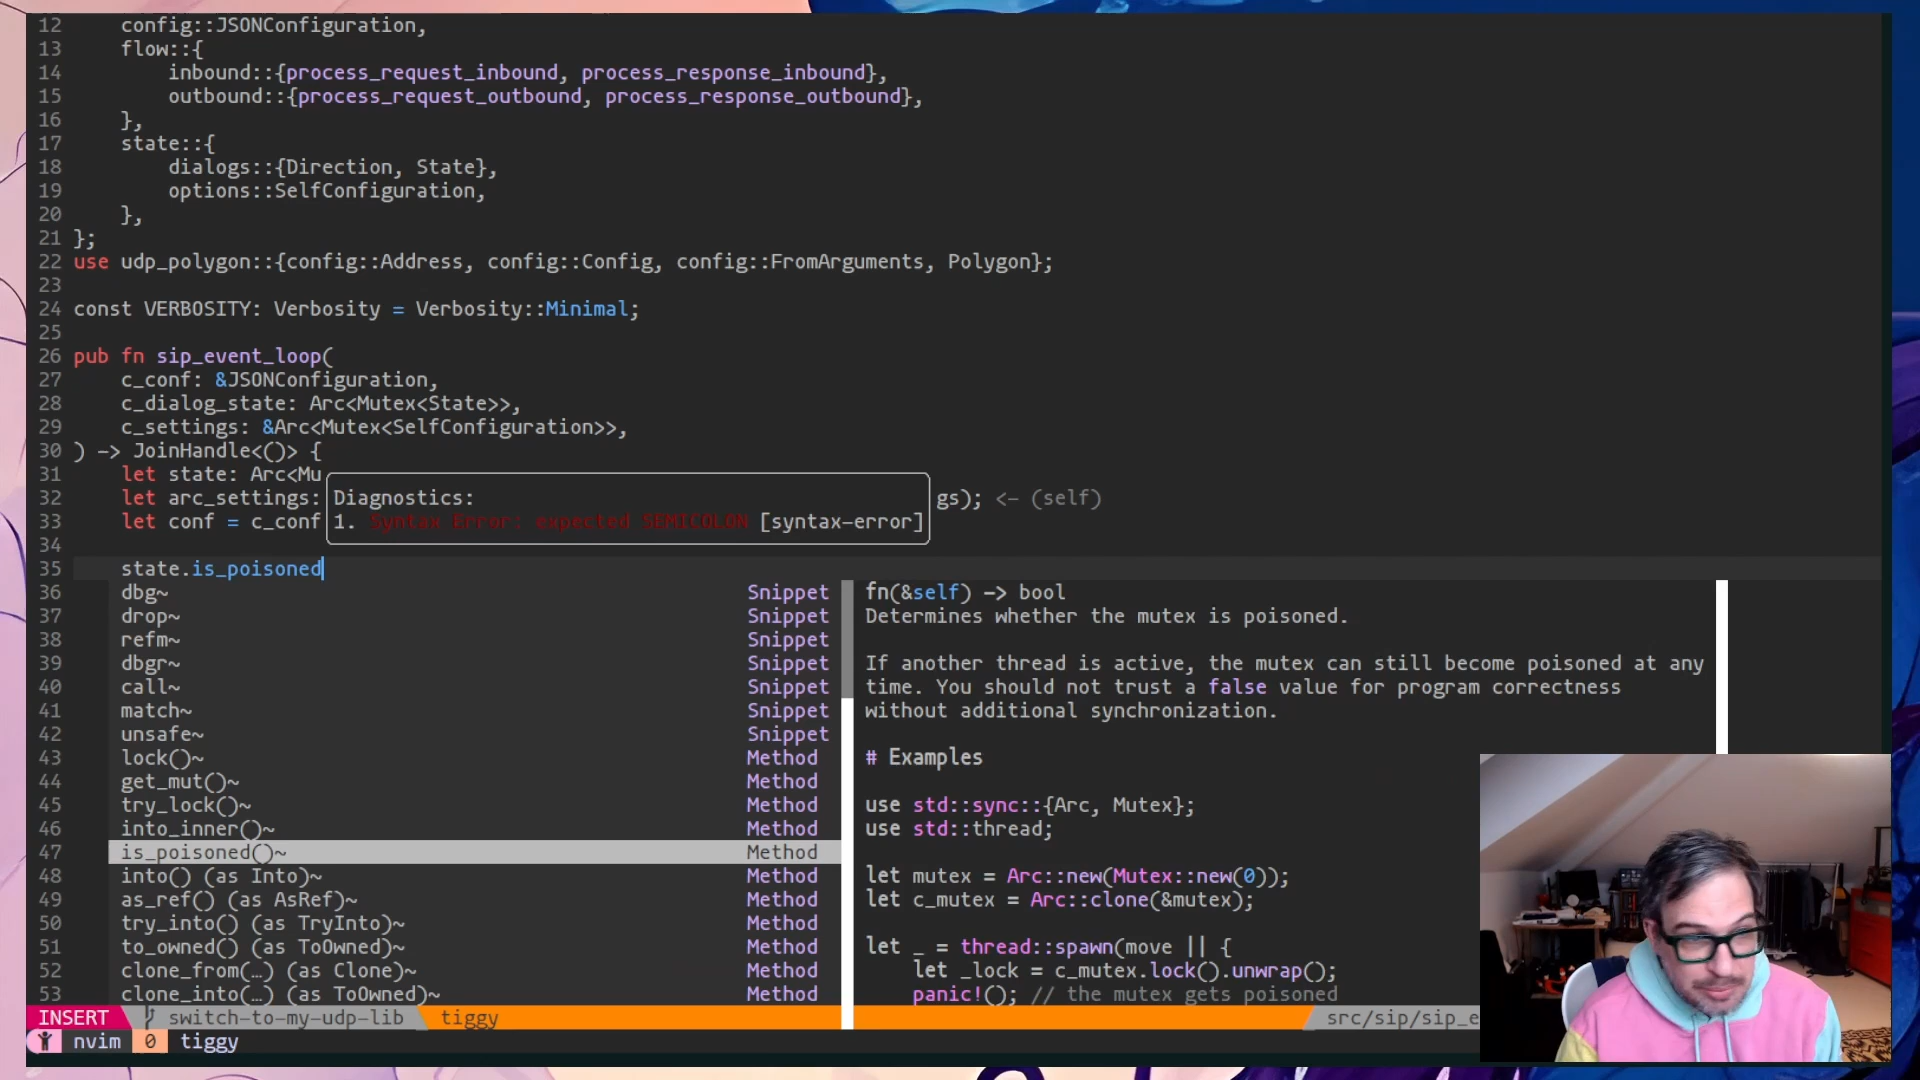 12 config::JSONConfiguration,
13 flow::{
14 inbound::{process_request_inbound, process_response_inbound},
15 outbound::{process_request_outbound, process_response_outbound},
16 },
17 state::{
18 dialogs::{Direction, State},
19 options::SelfConfiguration,
20 },
21 };
22 use udp_polygon::{config::Address, config::Config, config::FromArguments, Polygon};
23
24 const VERBOSITY: Verbosity = Verbosity::Minimal;
25
26 pub fn sip_event_loop(
27 c_conf: &JSONConfiguration,
28 c_dialog_state: Arc<Mutex<State>>,
29 c_settings: &Arc<Mutex<SelfConfiguration>>,
30 ) -> JoinHandle<()> {
31 let state: Arc<Mu
32 let arc_settings: Diagnostics: gs); <- (self)
33 let conf = c_conf 1. Syntax Error: expected SEMICOLON [syntax-error]
34
35 state.is_poisoned
36 dbg~ Snippet fn(&self) -> bool
37 drop~ Snippet Determines whether the mutex is poisoned.
38 refm~ Snippet
39 dbgr~ Snippet If another thread is active, the mutex can still become poisoned at any
40 call~ Snippet time. You should not trust a false value for program correctness
41 match~ Snippet without additional synchronization.
42 unsafe~ Snippet
43 lock()~ Method # Examples
44 get_mut()~ Method
45 try_lock()~ Method use std::sync::{Arc, Mutex};
46 into_inner()~ Method use std::thread;
47 is_poisoned()~ Method
48 into() (as Into)~ Method let mutex = Arc::new(Mutex::new(0));
49 as_ref() (as AsRef)~ Method let c_mutex = Arc::clone(&mutex);
50 try_into() (as TryInto)~ Method
51 to_owned() (as ToOwned)~ Method let _ = thread::spawn(move || {
52 clone_from(…) (as Clone)~ Method let _lock = c_mutex.lock().unwrap();
53 clone_into(…) (as ToOwned)~ Method panic!(); // the mutex gets poisoned
INSERT switch-to-my-udp-lib tiggy src/sip/sip_e
nvim 0 tiggy